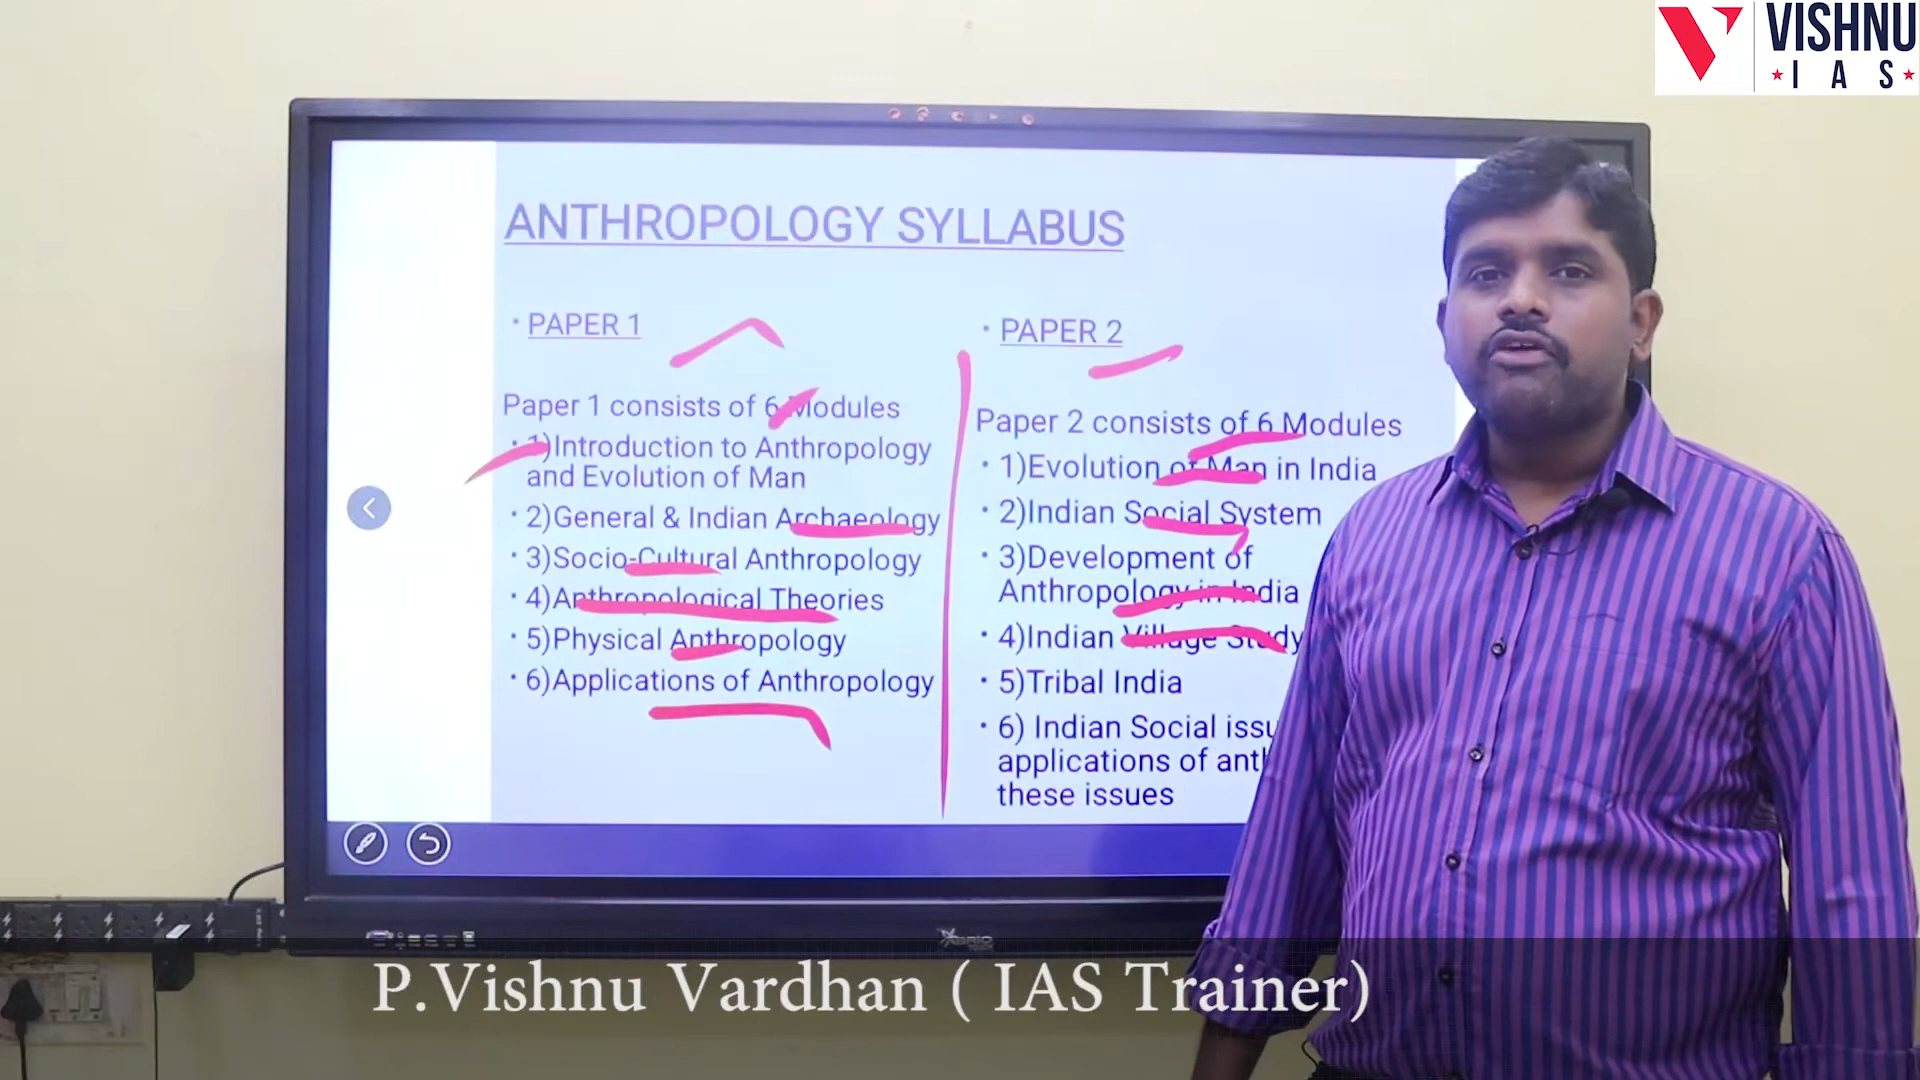 VISHNU
IAS
ANTHROPOLOGY SYLLABUS
PAPER 1
Paper 1 consists of 6 Modules
1)Introduction to Anthropology
and Evolution of Man
2)General & Indian Archaeology
3)Socio-Cultural Anthropology
4)Anthropological Theories
5)Physical Anthropology
6)Applications of Anthropology
PAPER 2
Paper 2 consists of 6 Modules
1)Evolution of Man in India
2)Indian Social System
3)Development of
Anthropology in India
4)Indian Village Study
5)Tribal India
6) Indian Social
applications of
these issues
P.Vishnu Vardhan ( IAS Trainer)